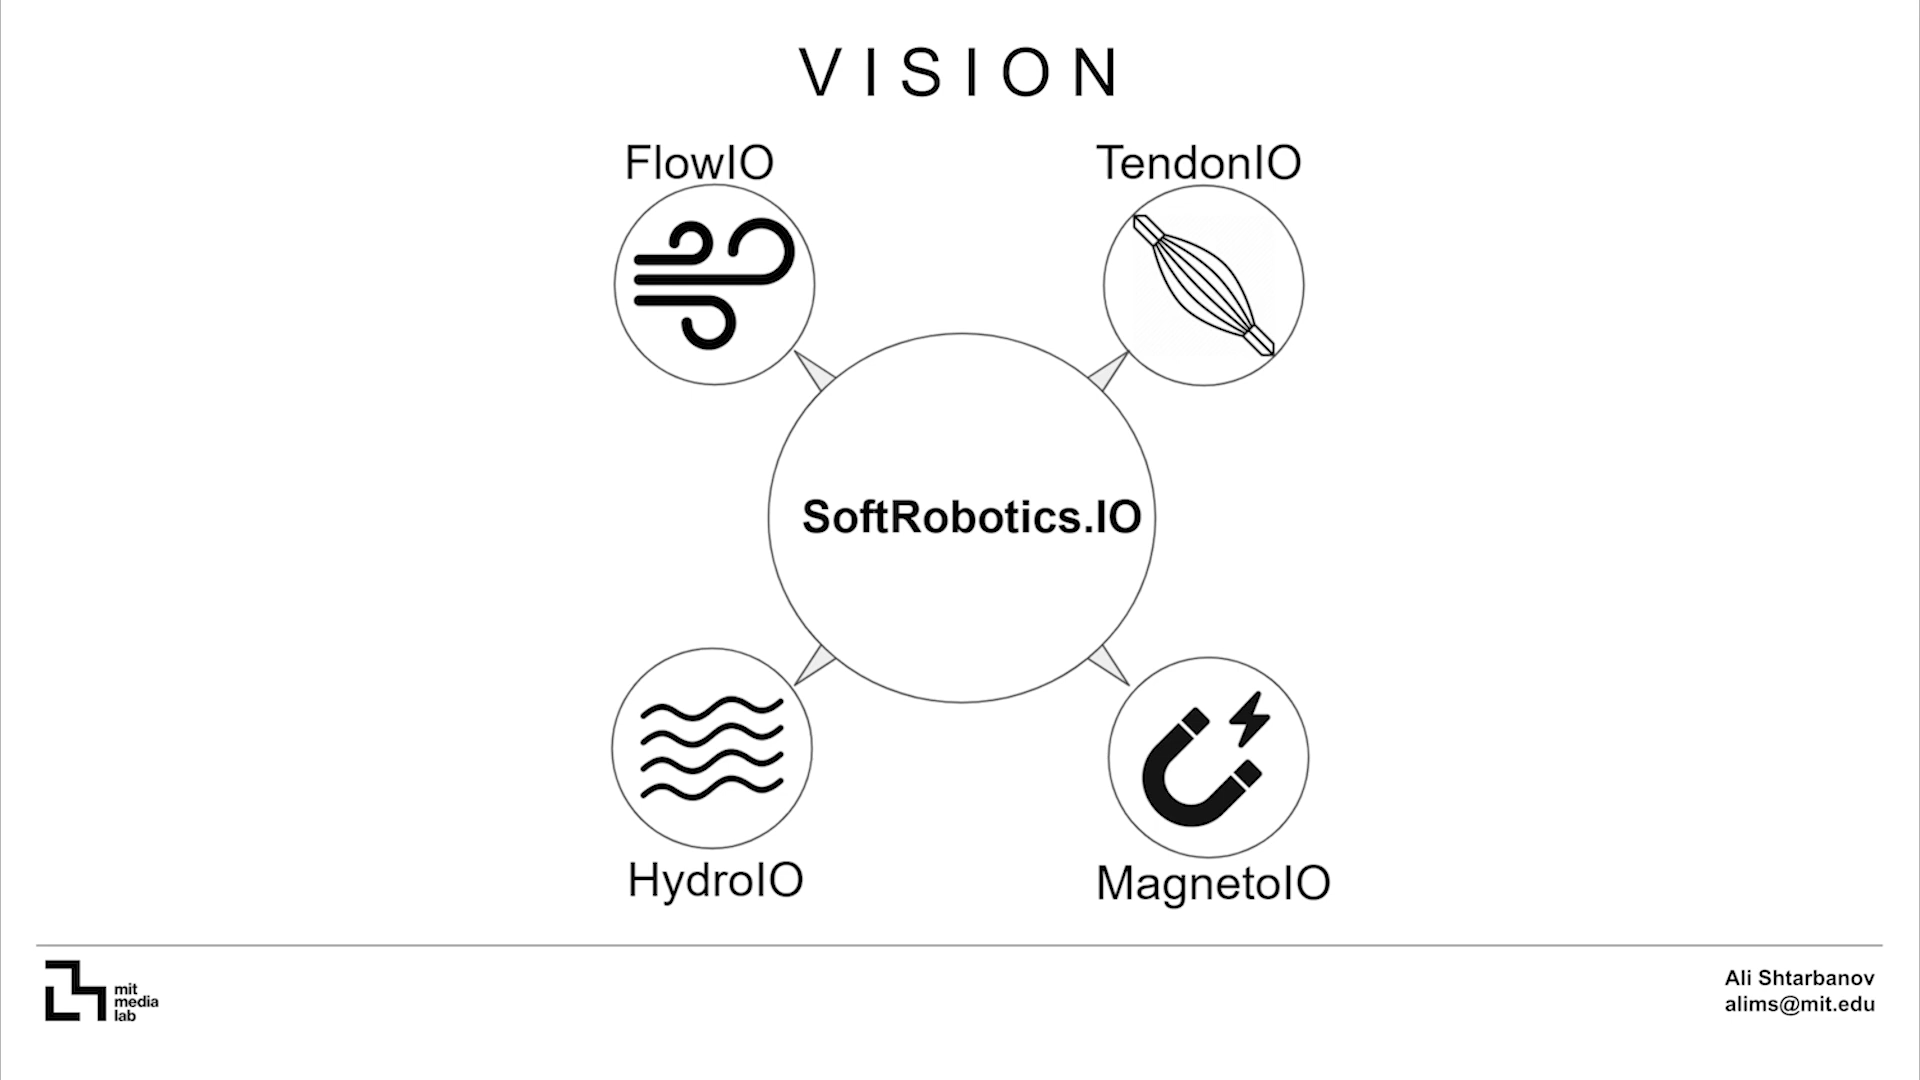 VISION
FlowIO
TendonIO
SoftRobotics.IO
HydroIO
MagnetoIO
mit
media
lab
Ali Shtarbanov
alims@mit.edu